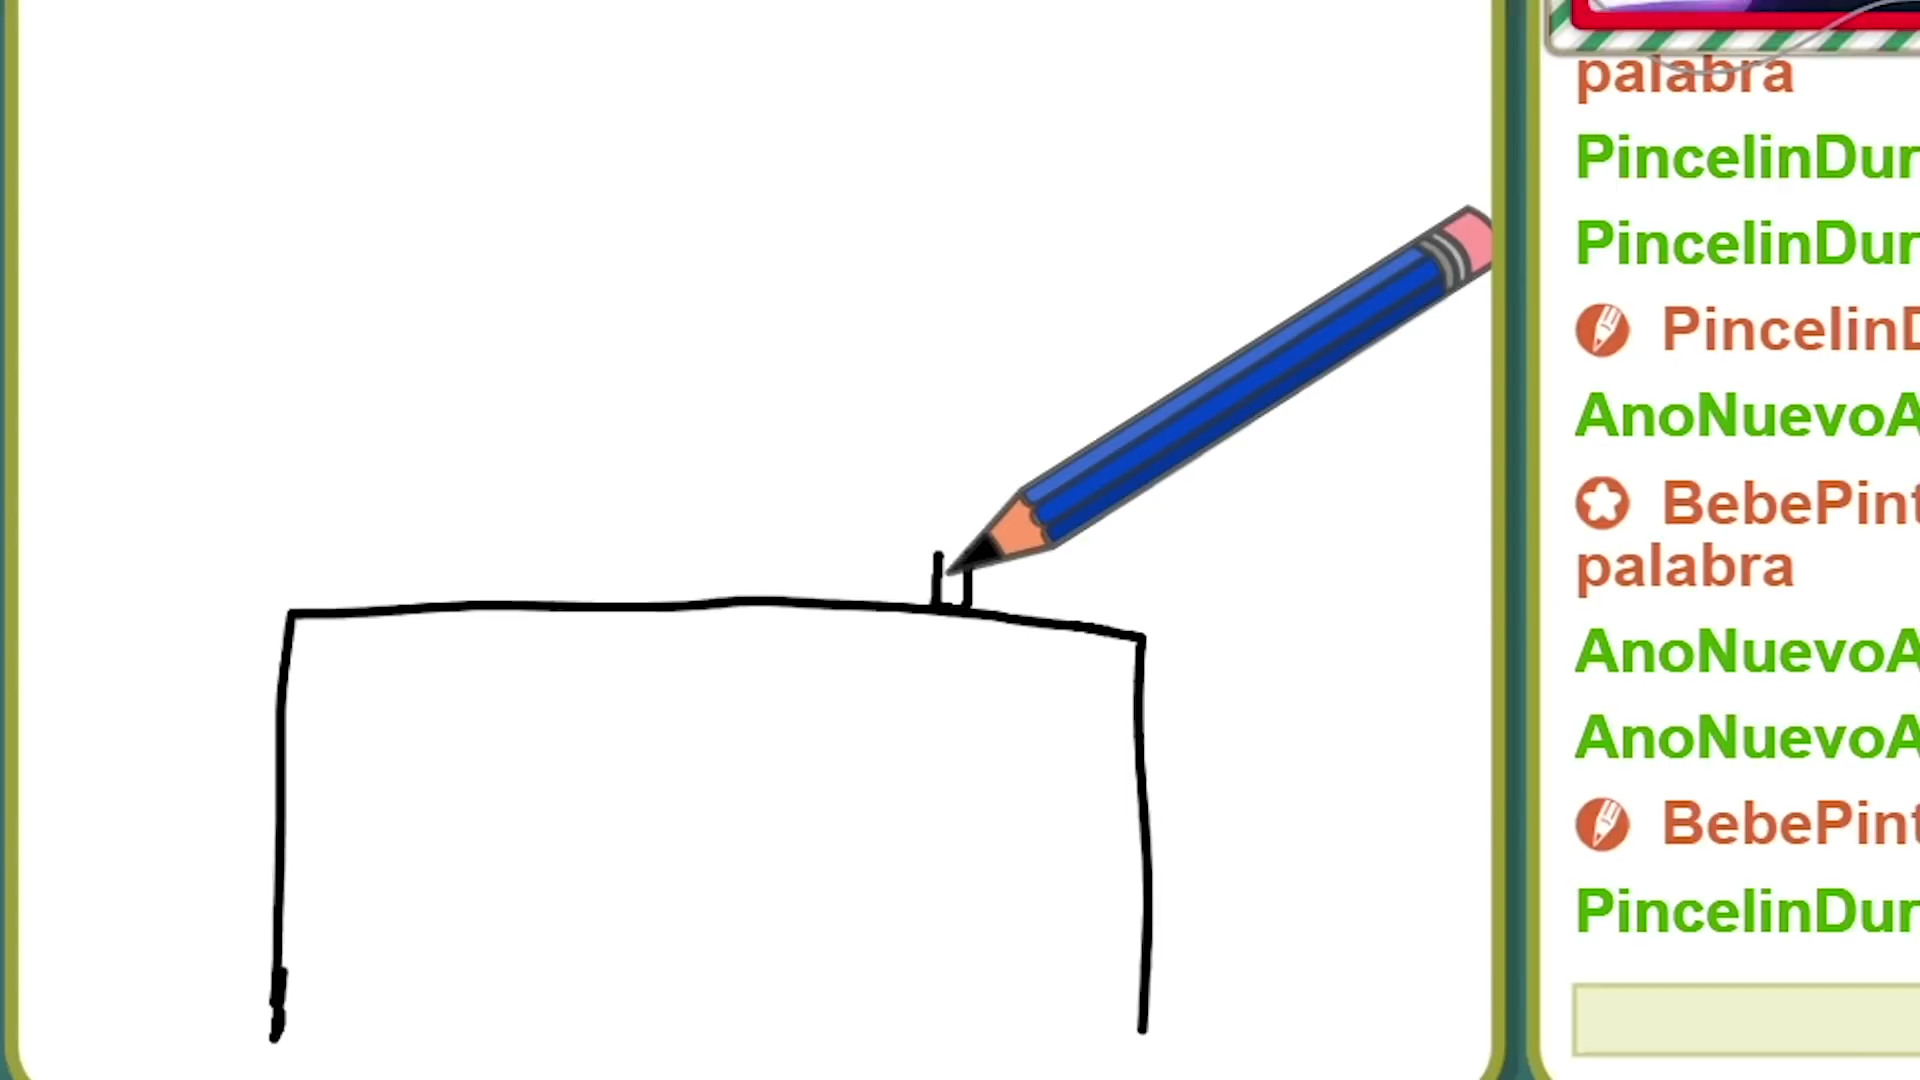 palabra
PincelinDur
PincelinDur
PincelinD
AnoNuevoA
BebePint
palabra
AnoNuevoA
AnoNuevoA
BebePint
PincelinDur